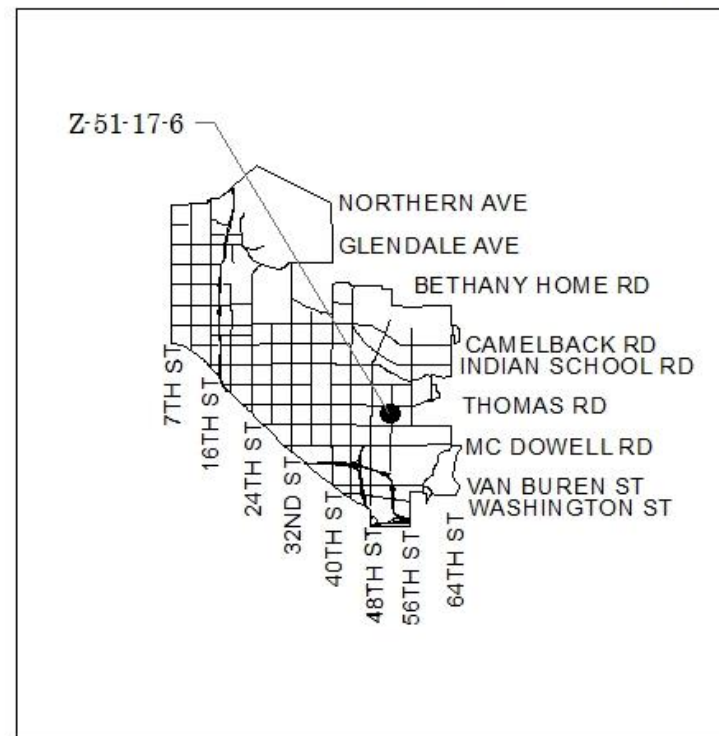 Z-51-17-6
NORTHERN AVE
GLENDALE AVE
BETHANY HOME RD
CAMELBACK RD
INDIAN SCHOOL RD
THOMAS RD
MC DOWELL RD
VAN BUREN ST
WASHINGTON ST
7TH ST
16TH ST
24TH ST
32ND ST
40TH ST
48TH ST
56TH ST
64TH ST